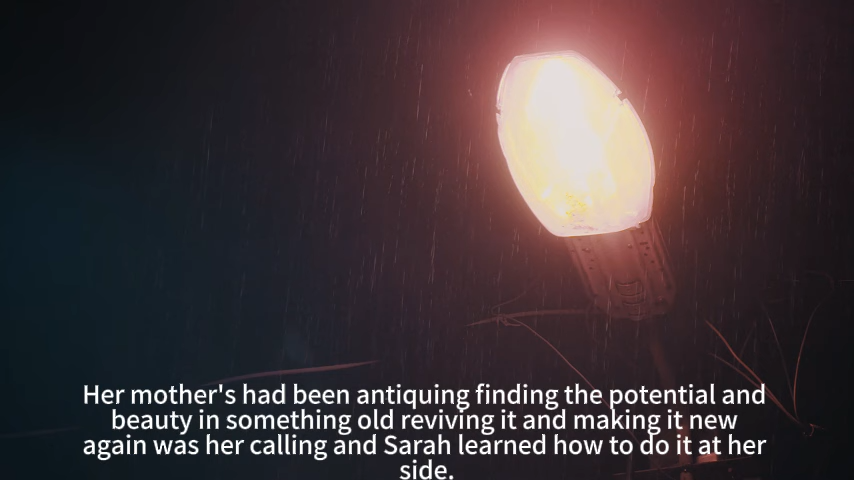 Her mother's had been antiquing finding the potential and
beauty in something old reviving it and making it new
again was her calling and Sarah learned how to do it at her
side.